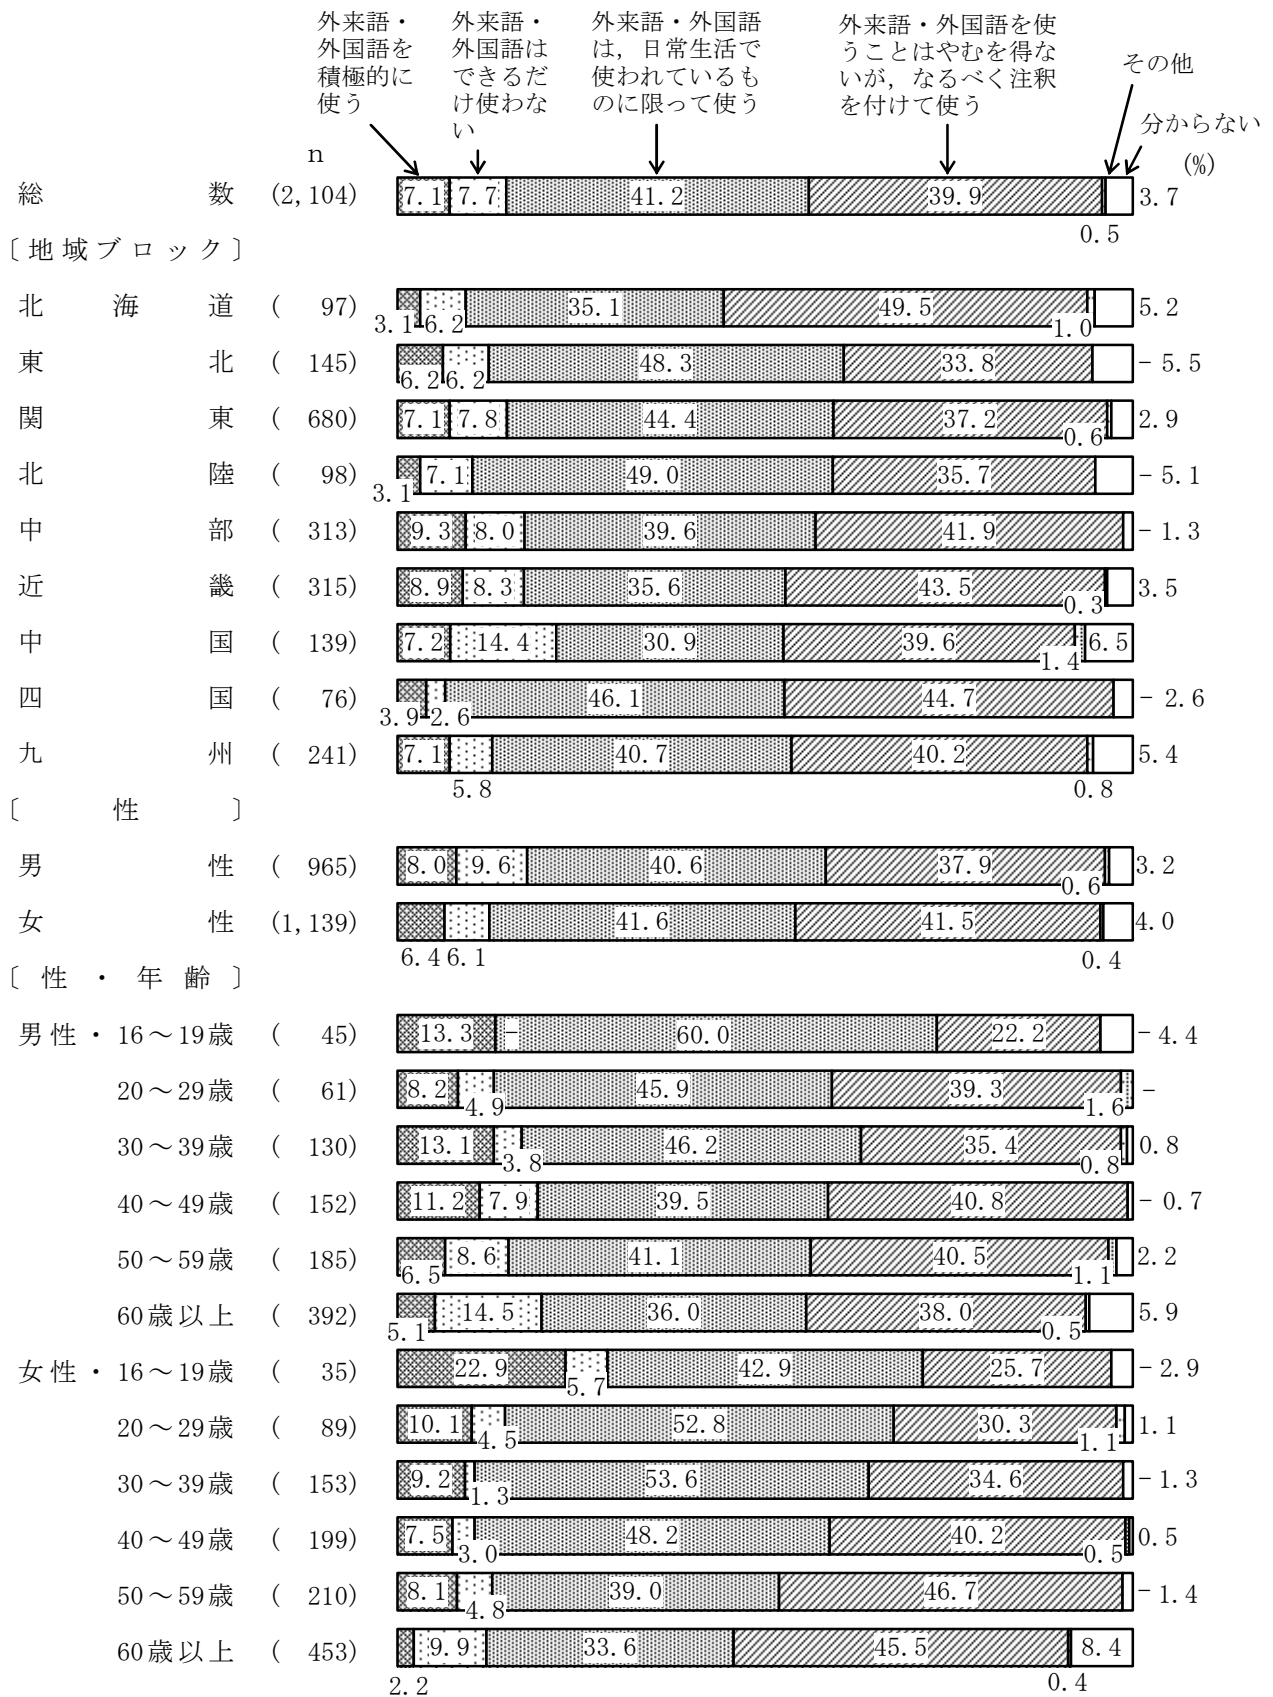 外来語・
外国語を
積極的に
使う
外来語・
外国語は
できるだ
け使わな
い
外来語・外国語
は，日常生活で
使われているも
のに限って使う
外来語・外国語を使
うことはやむを得な
いが，なるべく注釈
を付けて使う
その他
分からない
n
(%)
総数 (2,104) 7.1 7.7 41.2 39.9 0.5 3.7
〔地域ブロック〕
北海道 ( 97) 3.1 6.2 35.1 49.5 1.0 5.2
東北 ( 145) 6.2 6.2 48.3 33.8 - 5.5
関東 ( 680) 7.1 7.8 44.4 37.2 0.6 2.9
北陸 ( 98) 3.1 7.1 49.0 35.7 - 5.1
中部 ( 313) 9.3 8.0 39.6 41.9 - 1.3
近畿 ( 315) 8.9 8.3 35.6 43.5 0.3 3.5
中国 ( 139) 7.2 14.4 30.9 39.6 1.4 6.5
四国 ( 76) 3.9 2.6 46.1 44.7 - 2.6
九州 ( 241) 7.1 5.8 40.7 40.2 0.8 5.4
〔性〕
男性 ( 965) 8.0 9.6 40.6 37.9 0.6 3.2
女性 (1,139) 6.4 6.1 41.6 41.5 0.4 4.0
〔性・年齢〕
男性・16～19歳 ( 45) 13.3 - 60.0 22.2 - 4.4
20～29歳 ( 61) 8.2 4.9 45.9 39.3 1.6 -
30～39歳 ( 130) 13.1 3.8 46.2 35.4 0.8 0.8
40～49歳 ( 152) 11.2 7.9 39.5 40.8 - 0.7
50～59歳 ( 185) 6.5 8.6 41.1 40.5 1.1 2.2
60歳以上 ( 392) 5.1 14.5 36.0 38.0 0.5 5.9
女性・16～19歳 ( 35) 22.9 5.7 42.9 25.7 - 2.9
20～29歳 ( 89) 10.1 4.5 52.8 30.3 1.1 1.1
30～39歳 ( 153) 9.2 1.3 53.6 34.6 - 1.3
40～49歳 ( 199) 7.5 3.0 48.2 40.2 0.5 0.5
50～59歳 ( 210) 8.1 4.8 39.0 46.7 - 1.4
60歳以上 ( 453) 2.2 9.9 33.6 45.5 0.4 8.4